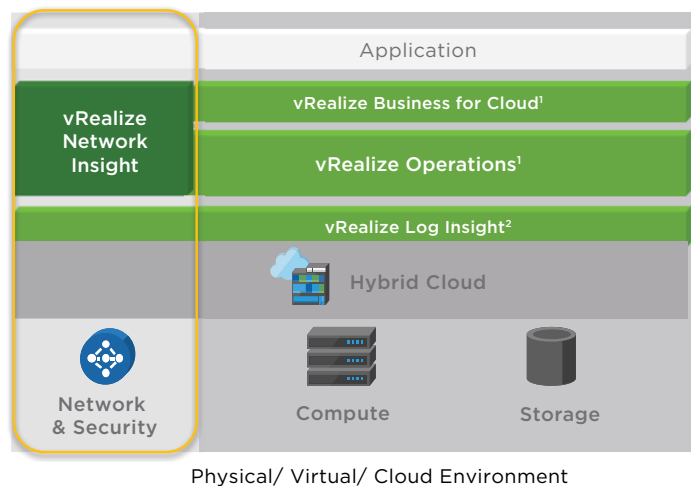 Application
vRealize Business for Cloud¹
vRealize
Network
Insight
vRealize Operations¹
vRealize Log Insight²
Hybrid Cloud
Network
& Security
Compute
Storage
Physical/ Virtual/ Cloud Environment